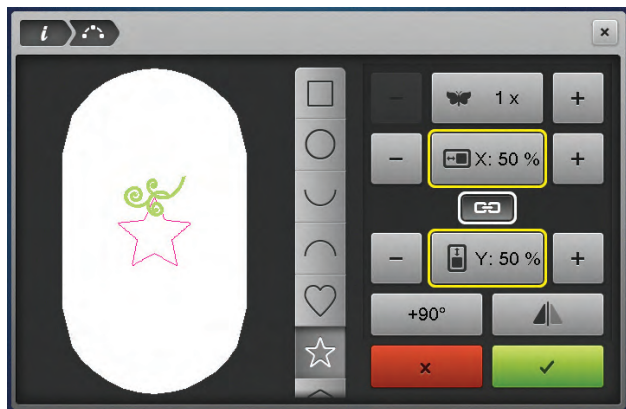 i
×
- 1 x +
- X: 50 % +
- Y: 50 % +
+90°